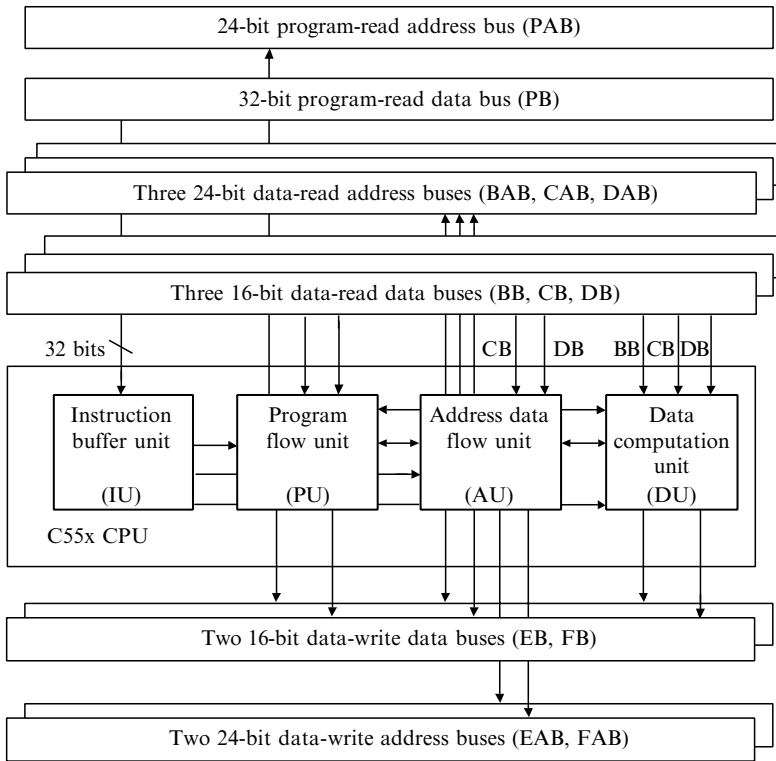 24-bit program-read address bus (PAB)
32-bit program-read data bus (PB)
Three 24-bit data-read address buses (BAB, CAB, DAB)
Three 16-bit data-read data buses (BB, CB, DB)
32 bits
CB
DB
BB
CB
DB
Instruction
buffer unit
(IU)
Program
flow unit
(PU)
Address data
flow unit
(AU)
Data
computation
unit
(DU)
C55x CPU
Two 16-bit data-write data buses (EB, FB)
Two 24-bit data-write address buses (EAB, FAB)